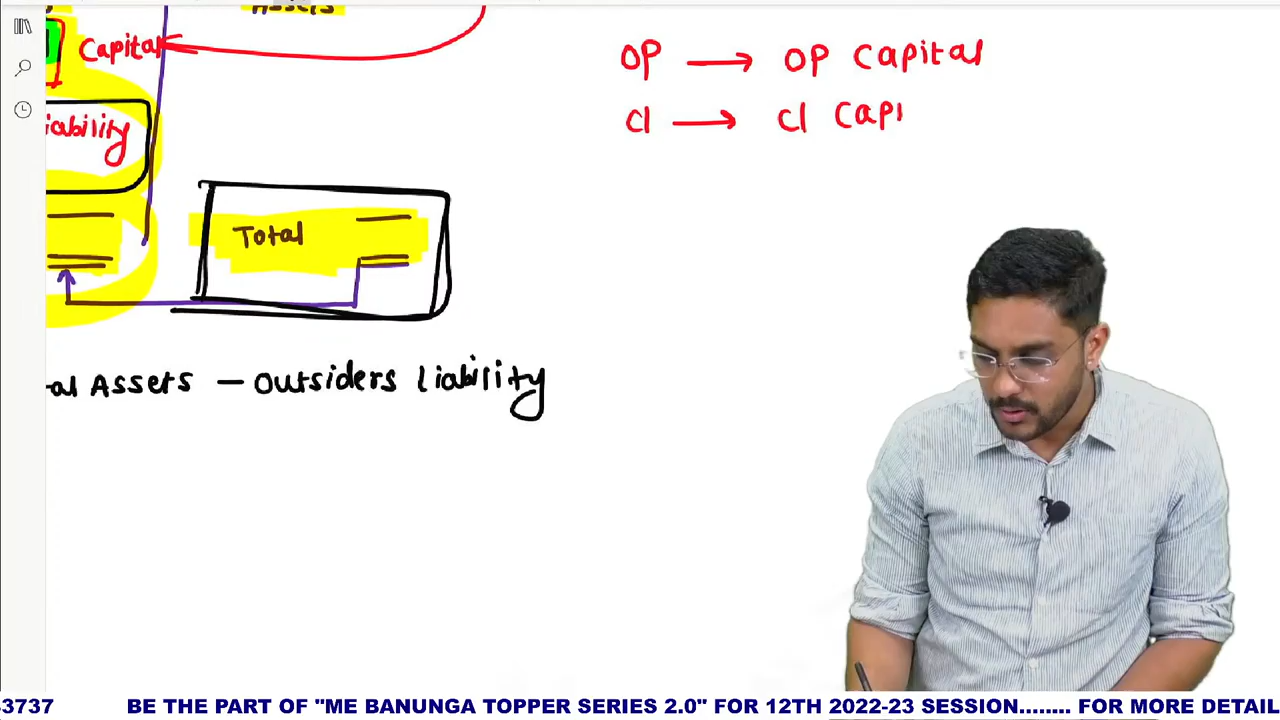 Assets
Capital
OP → OP Capital
iability
Cl → Cl Capi
Total
al Assets – Outsiders liability
3737 BE THE PART OF "ME BANUNGA TOPPER SERIES 2.0" FOR 12TH 2022-23 SESSION........ FOR MORE DETAIL